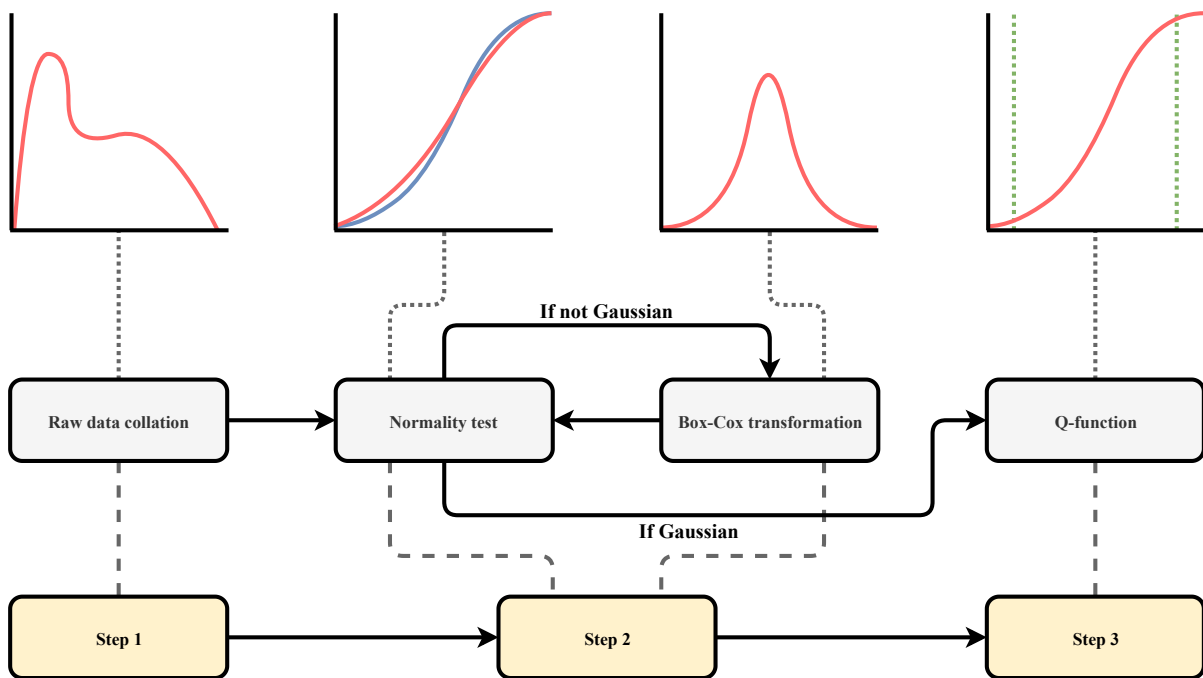 If not Gaussian
Raw data collation
Normality test
Box-Cox transformation
Q-function
If Gaussian
Step 1
Step 2
Step 3